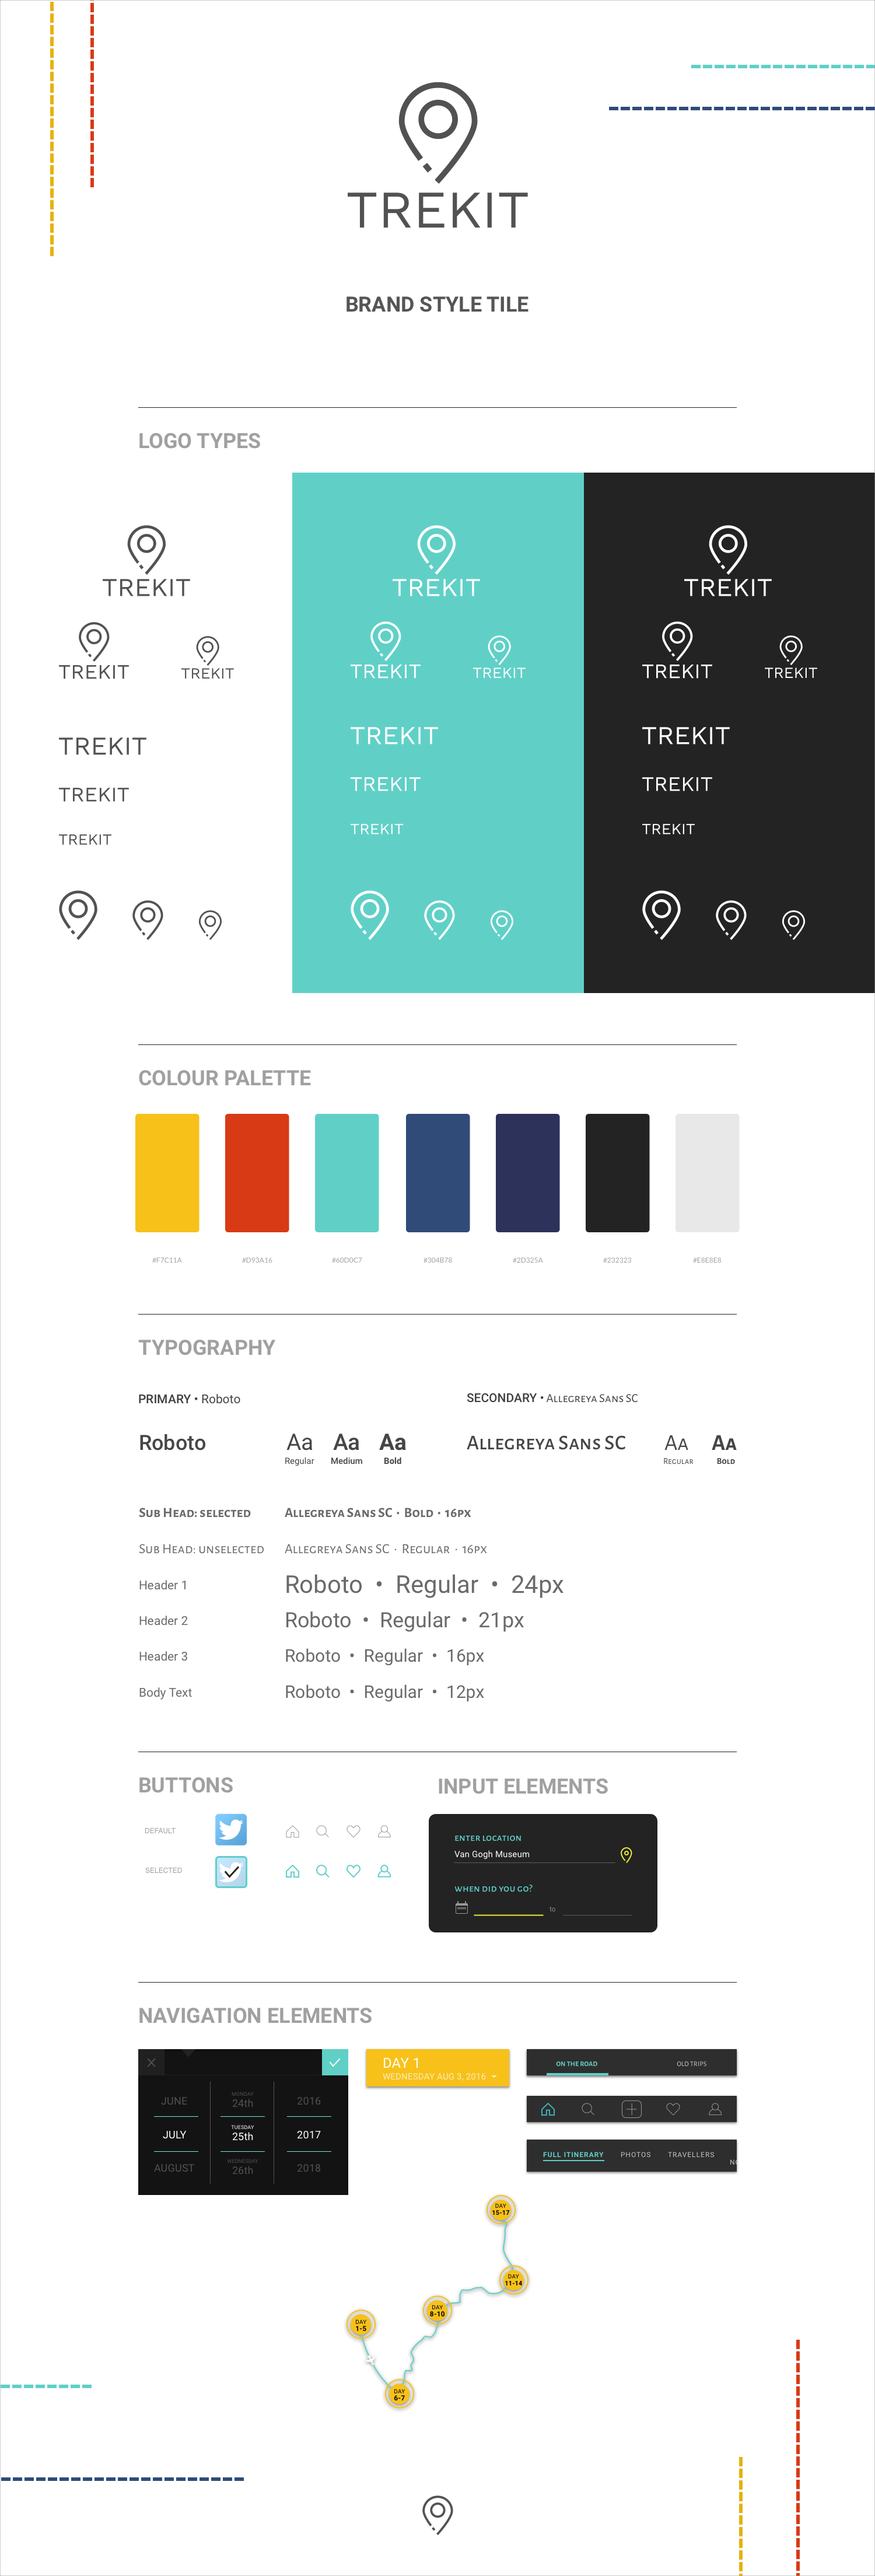 TREKIT
BRAND STYLE TILE
LOGO TYPES
TREKIT
TREKIT TREKIT
TREKIT
TREKIT
TREKIT
TREKIT
TREKIT TREKIT
TREKIT
TREKIT
TREKIT
TREKIT
TREKIT TREKIT
TREKIT
TREKIT
TREKIT
COLOUR PALETTE
#F7C11A #D93A16 #60D0C7 #304B78 #2D325A #232323 #E8E8E8
TYPOGRAPHY
PRIMARY • Roboto
SECONDARY • Allegreya Sans SC
Roboto Aa Aa Aa
Regular Medium Bold
Allegreya Sans SC Aa Aa
Regular Bold
Sub Head: selected Allegreya Sans SC · Bold · 16px
Sub Head: unselected Allegreya Sans SC · Regular · 16px
Header 1 Roboto • Regular • 24px
Header 2 Roboto • Regular • 21px
Header 3 Roboto • Regular • 16px
Body Text Roboto • Regular • 12px
BUTTONS
DEFAULT
SELECTED
INPUT ELEMENTS
ENTER LOCATION
Van Gogh Museum
WHEN DID YOU GO?
to
NAVIGATION ELEMENTS
JUNE MONDAY 24th 2016
JULY TUESDAY 25th 2017
AUGUST WEDNESDAY 26th 2018
DAY 1
WEDNESDAY AUG 3, 2016
ON THE ROAD OLD TRIPS
FULL ITINERARY PHOTOS TRAVELLERS
DAY
15-17
DAY
11-14
DAY
8-10
DAY
1-5
DAY
6-7